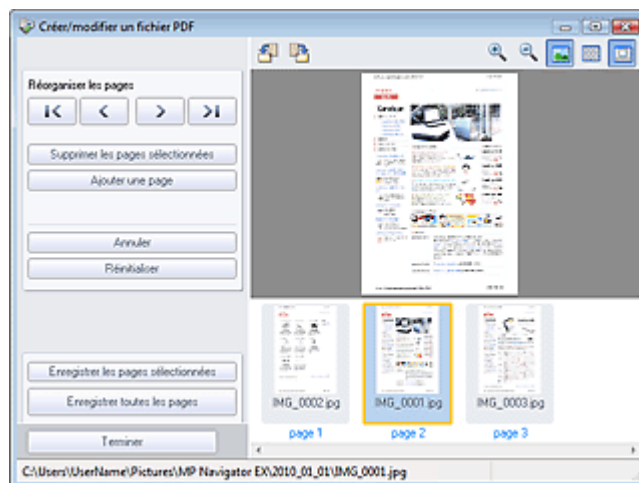 Créer/modifier un fichier PDF
Réorganiser les pages
Supprimer les pages sélectionnées
Ajouter une page
Annuler
Réinitialiser
Enregistrer les pages sélectionnées
Enregistrer toutes les pages
Terminer
IMG_0002.jpg
IMG_0001.jpg
IMG_0003.jpg
page 1
page 2
page 3
C:\Users\UserName\Pictures\MP Navigator EX\2010_01_01\IMG_0001.jpg